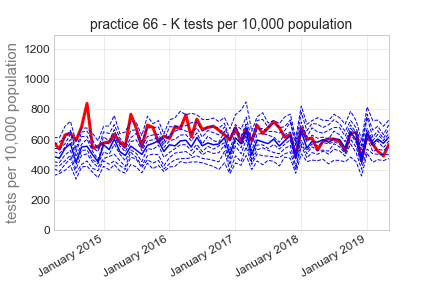 practice 66 - K tests per 10,000 population
tests per 10,000 population
1200
1000
800
600
400
200
0
January 2015
January 2016
January 2017
January 2018
January 2019